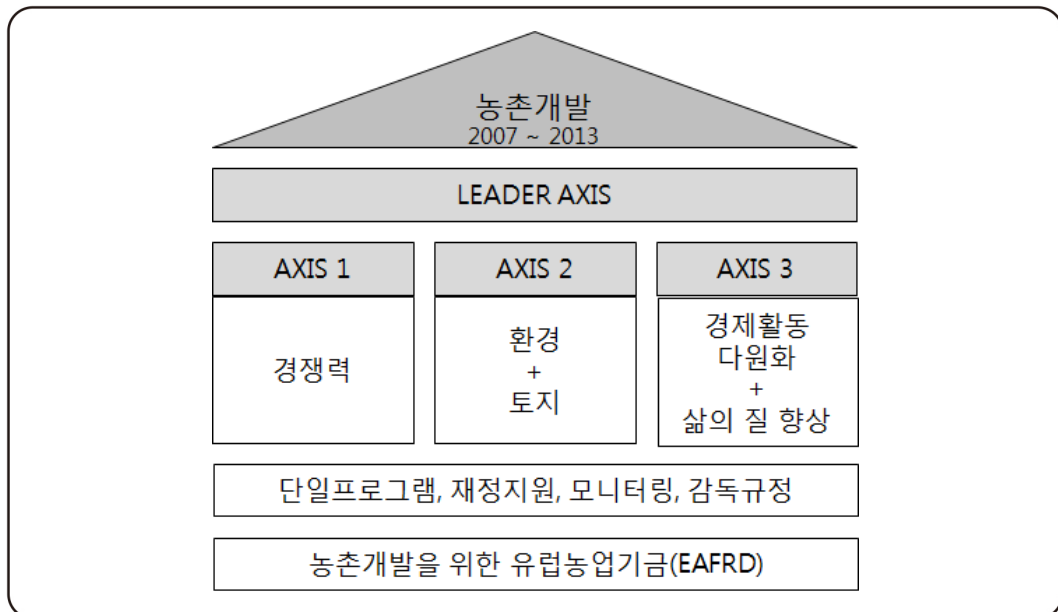 농촌개발
2007 ~ 2013
LEADER AXIS
AXIS 1
경쟁력
AXIS 2
환경
+
토지
AXIS 3
경제활동
다원화
+
삶의 질 향상
단일프로그램, 재정지원, 모니터링, 감독규정
농촌개발을 위한 유럽농업기금(EAFRD)